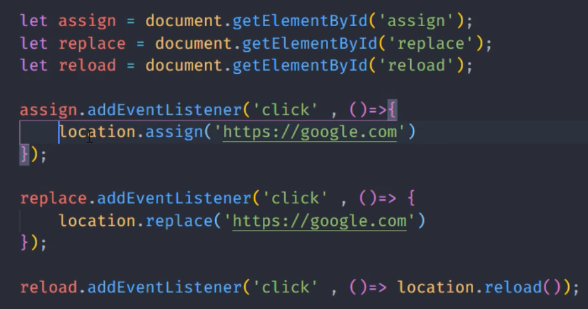 let assign = document.getElementById('assign');
let replace = document.getElementById('replace');
let reload = document.getElementById('reload');
assign.addEventListener('click' , ()=>{
location.assign('https://google.com')
});
replace.addEventListener('click' , ()=> {
location.replace('https://google.com')
});
reload.addEventListener('click' , ()=> location.reload());